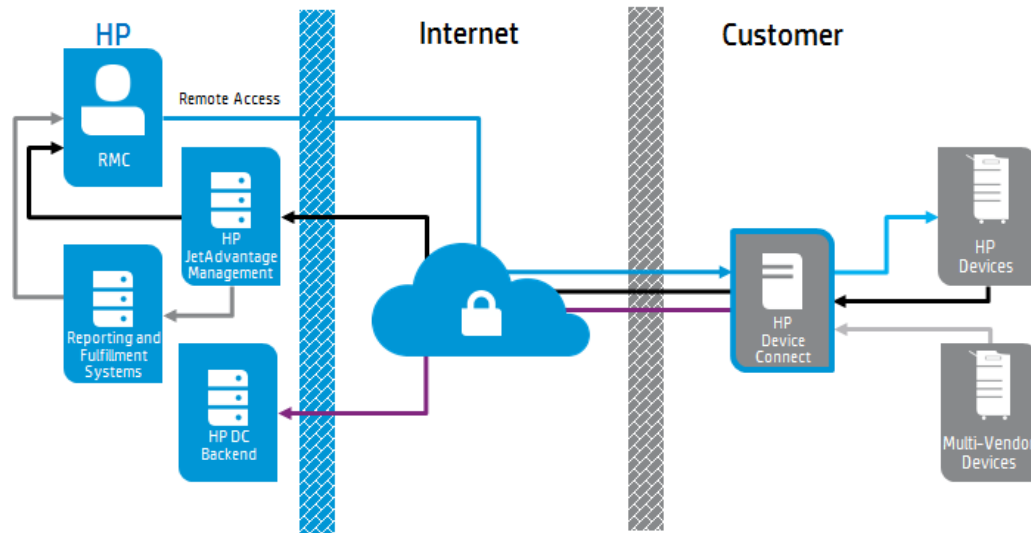 HP
Internet
Customer
Remote Access
RMC
HP
JetAdvantage
Management
Reporting and
Fulfillment
Systems
HP DC
Backend
HP
Device
Connect
HP
Devices
Multi-Vendor
Devices